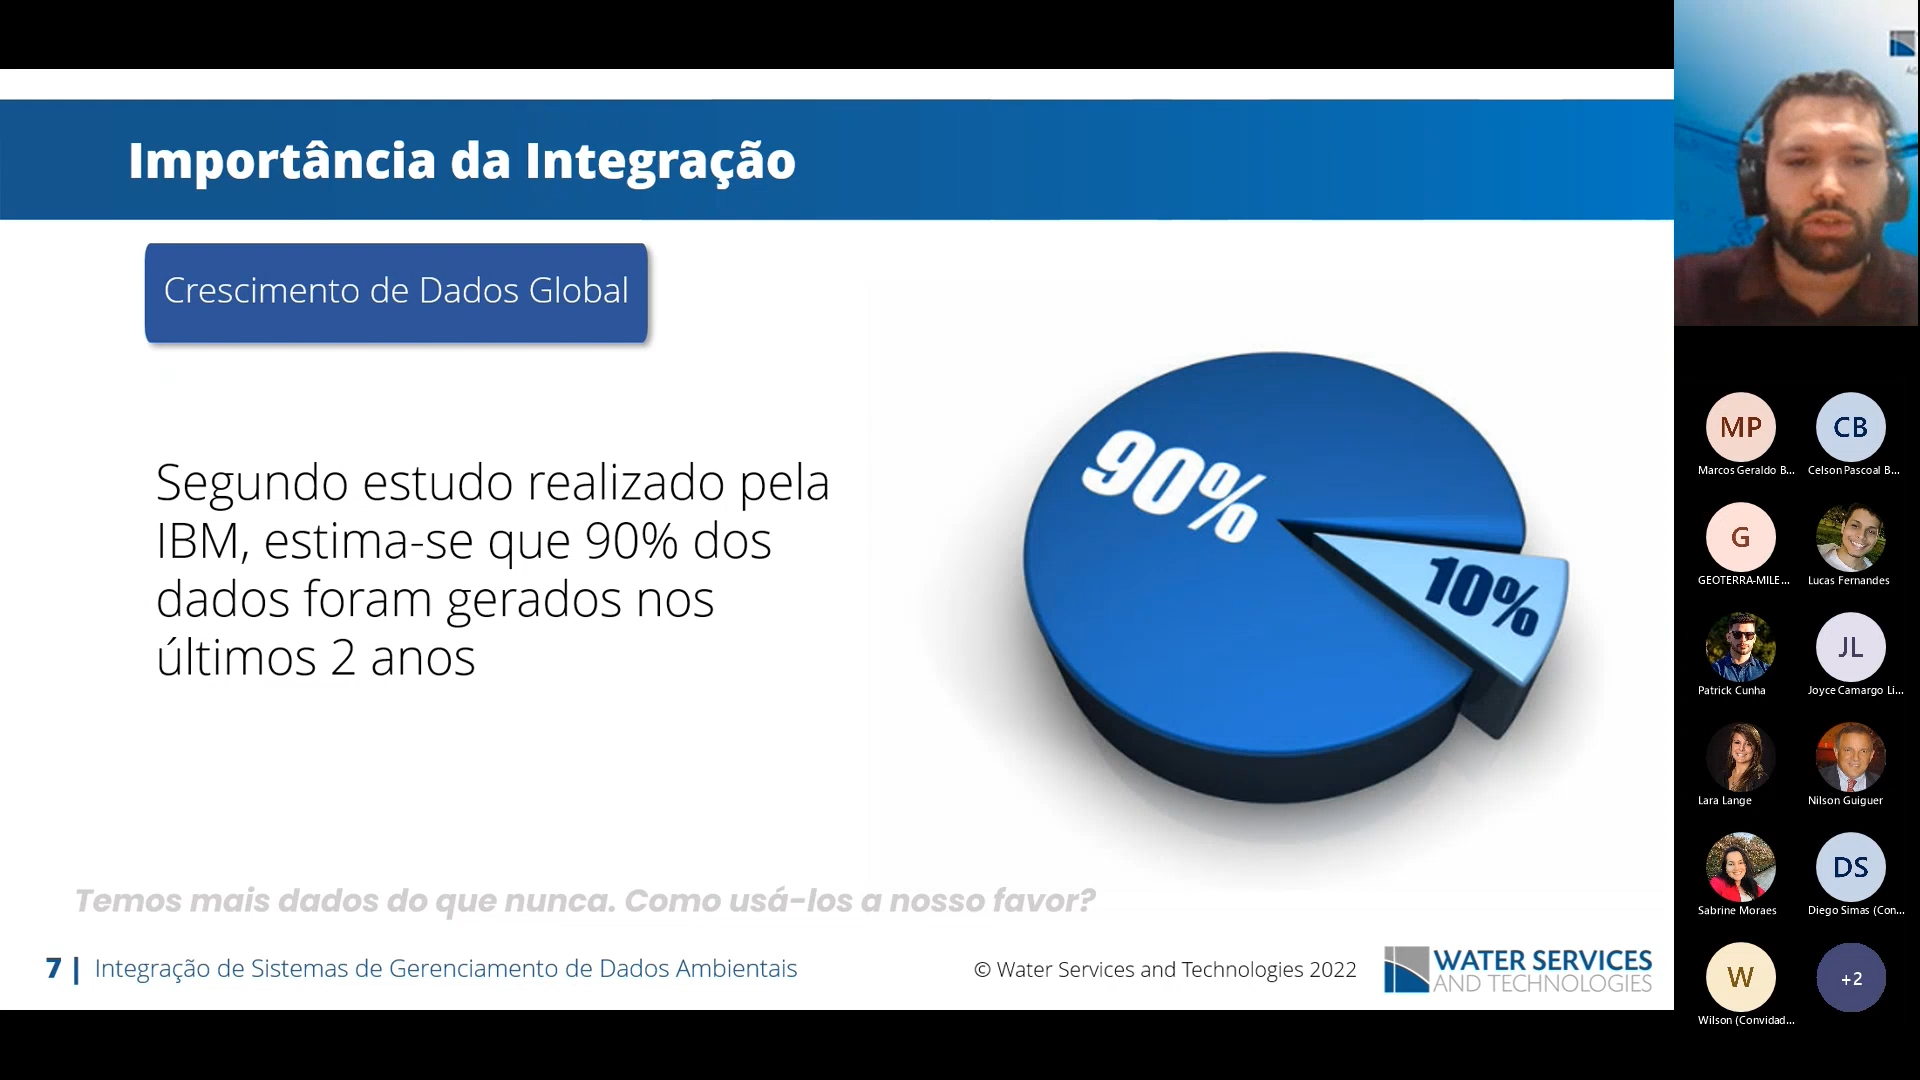 Importância da Integração
Crescimento de Dados Global
Segundo estudo realizado pela
IBM, estima-se que 90% dos
dados foram gerados nos
últimos 2 anos
90%
10%
Temos mais dados do que nunca. Como usá-los a nosso favor?
7 | Integração de Sistemas de Gerenciamento de Dados Ambientais
© Water Services and Technologies 2022
WATER SERVICES
AND TECHNOLOGIES
MP
Marcos Geraldo B...
CB
Celson Pascoal B...
G
GEOTERRA-MILE...
Lucas Fernandes
Patrick Cunha
JL
Joyce Camargo Li...
Lara Lange
Nilson Guiguer
Sabrine Moraes
DS
Diego Simas (Con...
W
Wilson (Convidad...
+2